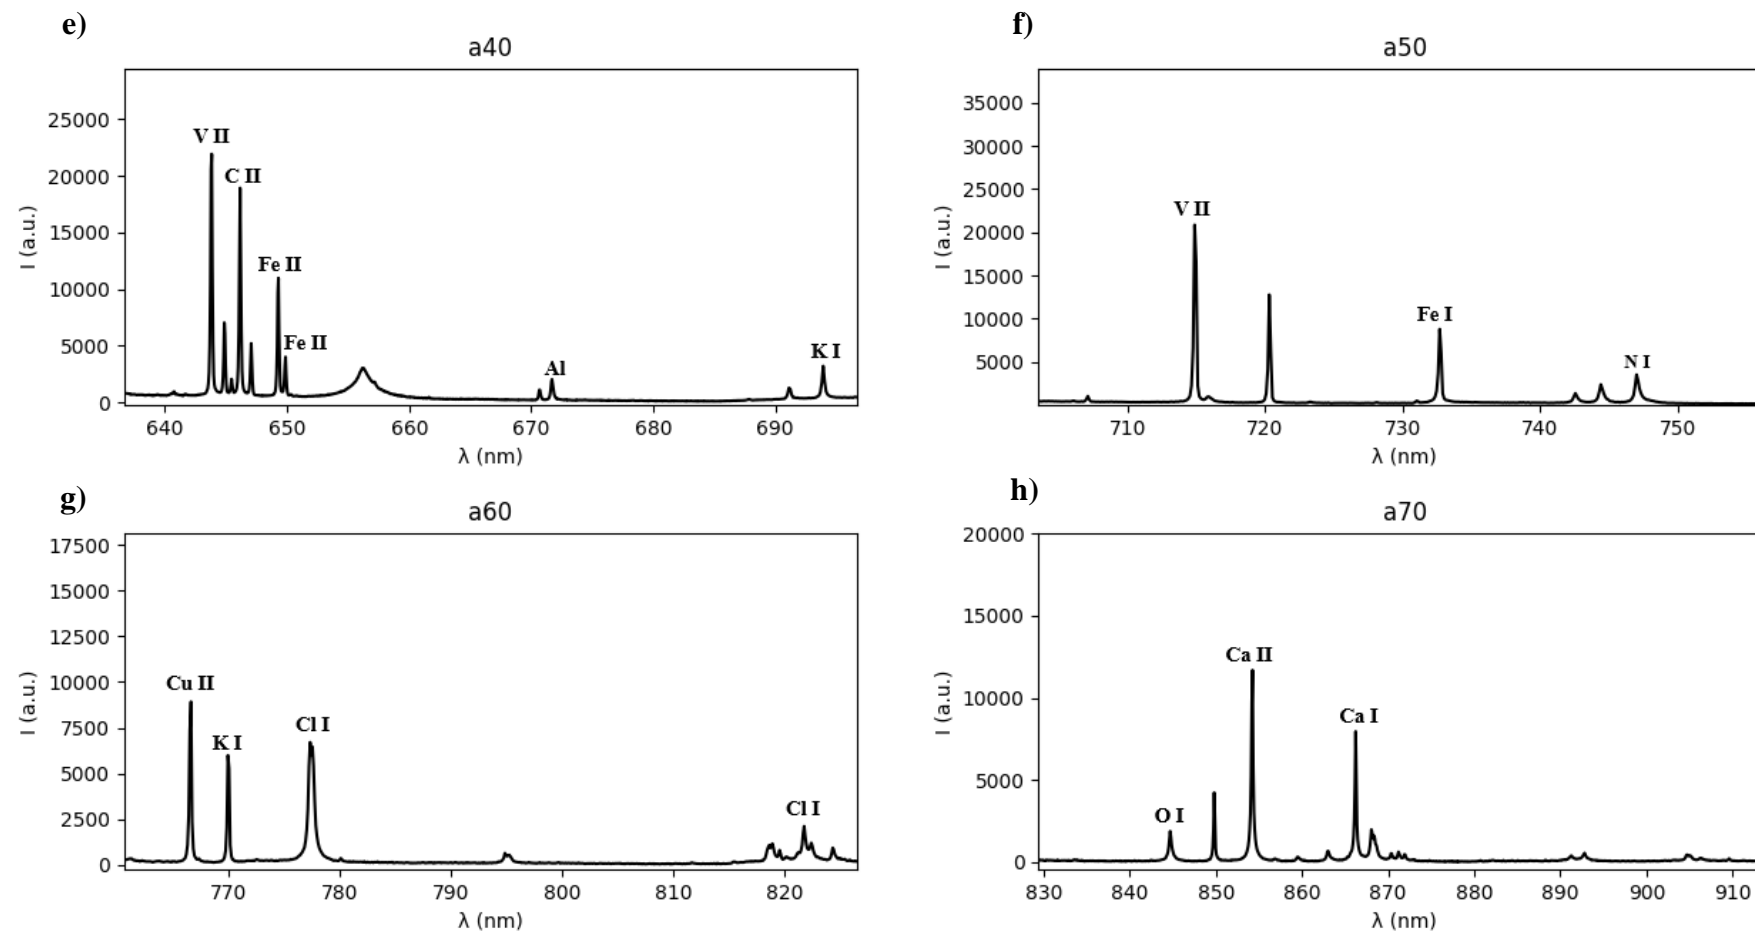 e)
a40
25000
20000
15000
10000
5000
0
I (a.u.)
V II
C II
Fe II
Fe II
Al
K I
640 650 660 670 680 690
λ (nm)
f)
a50
35000
30000
25000
20000
15000
10000
5000
I (a.u.)
V II
Fe I
N I
710 720 730 740 750
λ (nm)
g)
a60
17500
15000
12500
10000
7500
5000
2500
0
I (a.u.)
Cu II
K I
Cl I
Cl I
770 780 790 800 810 820
λ (nm)
h)
a70
20000
15000
10000
5000
0
I (a.u.)
O I
Ca II
Ca I
830 840 850 860 870 880 890 900 910
λ (nm)